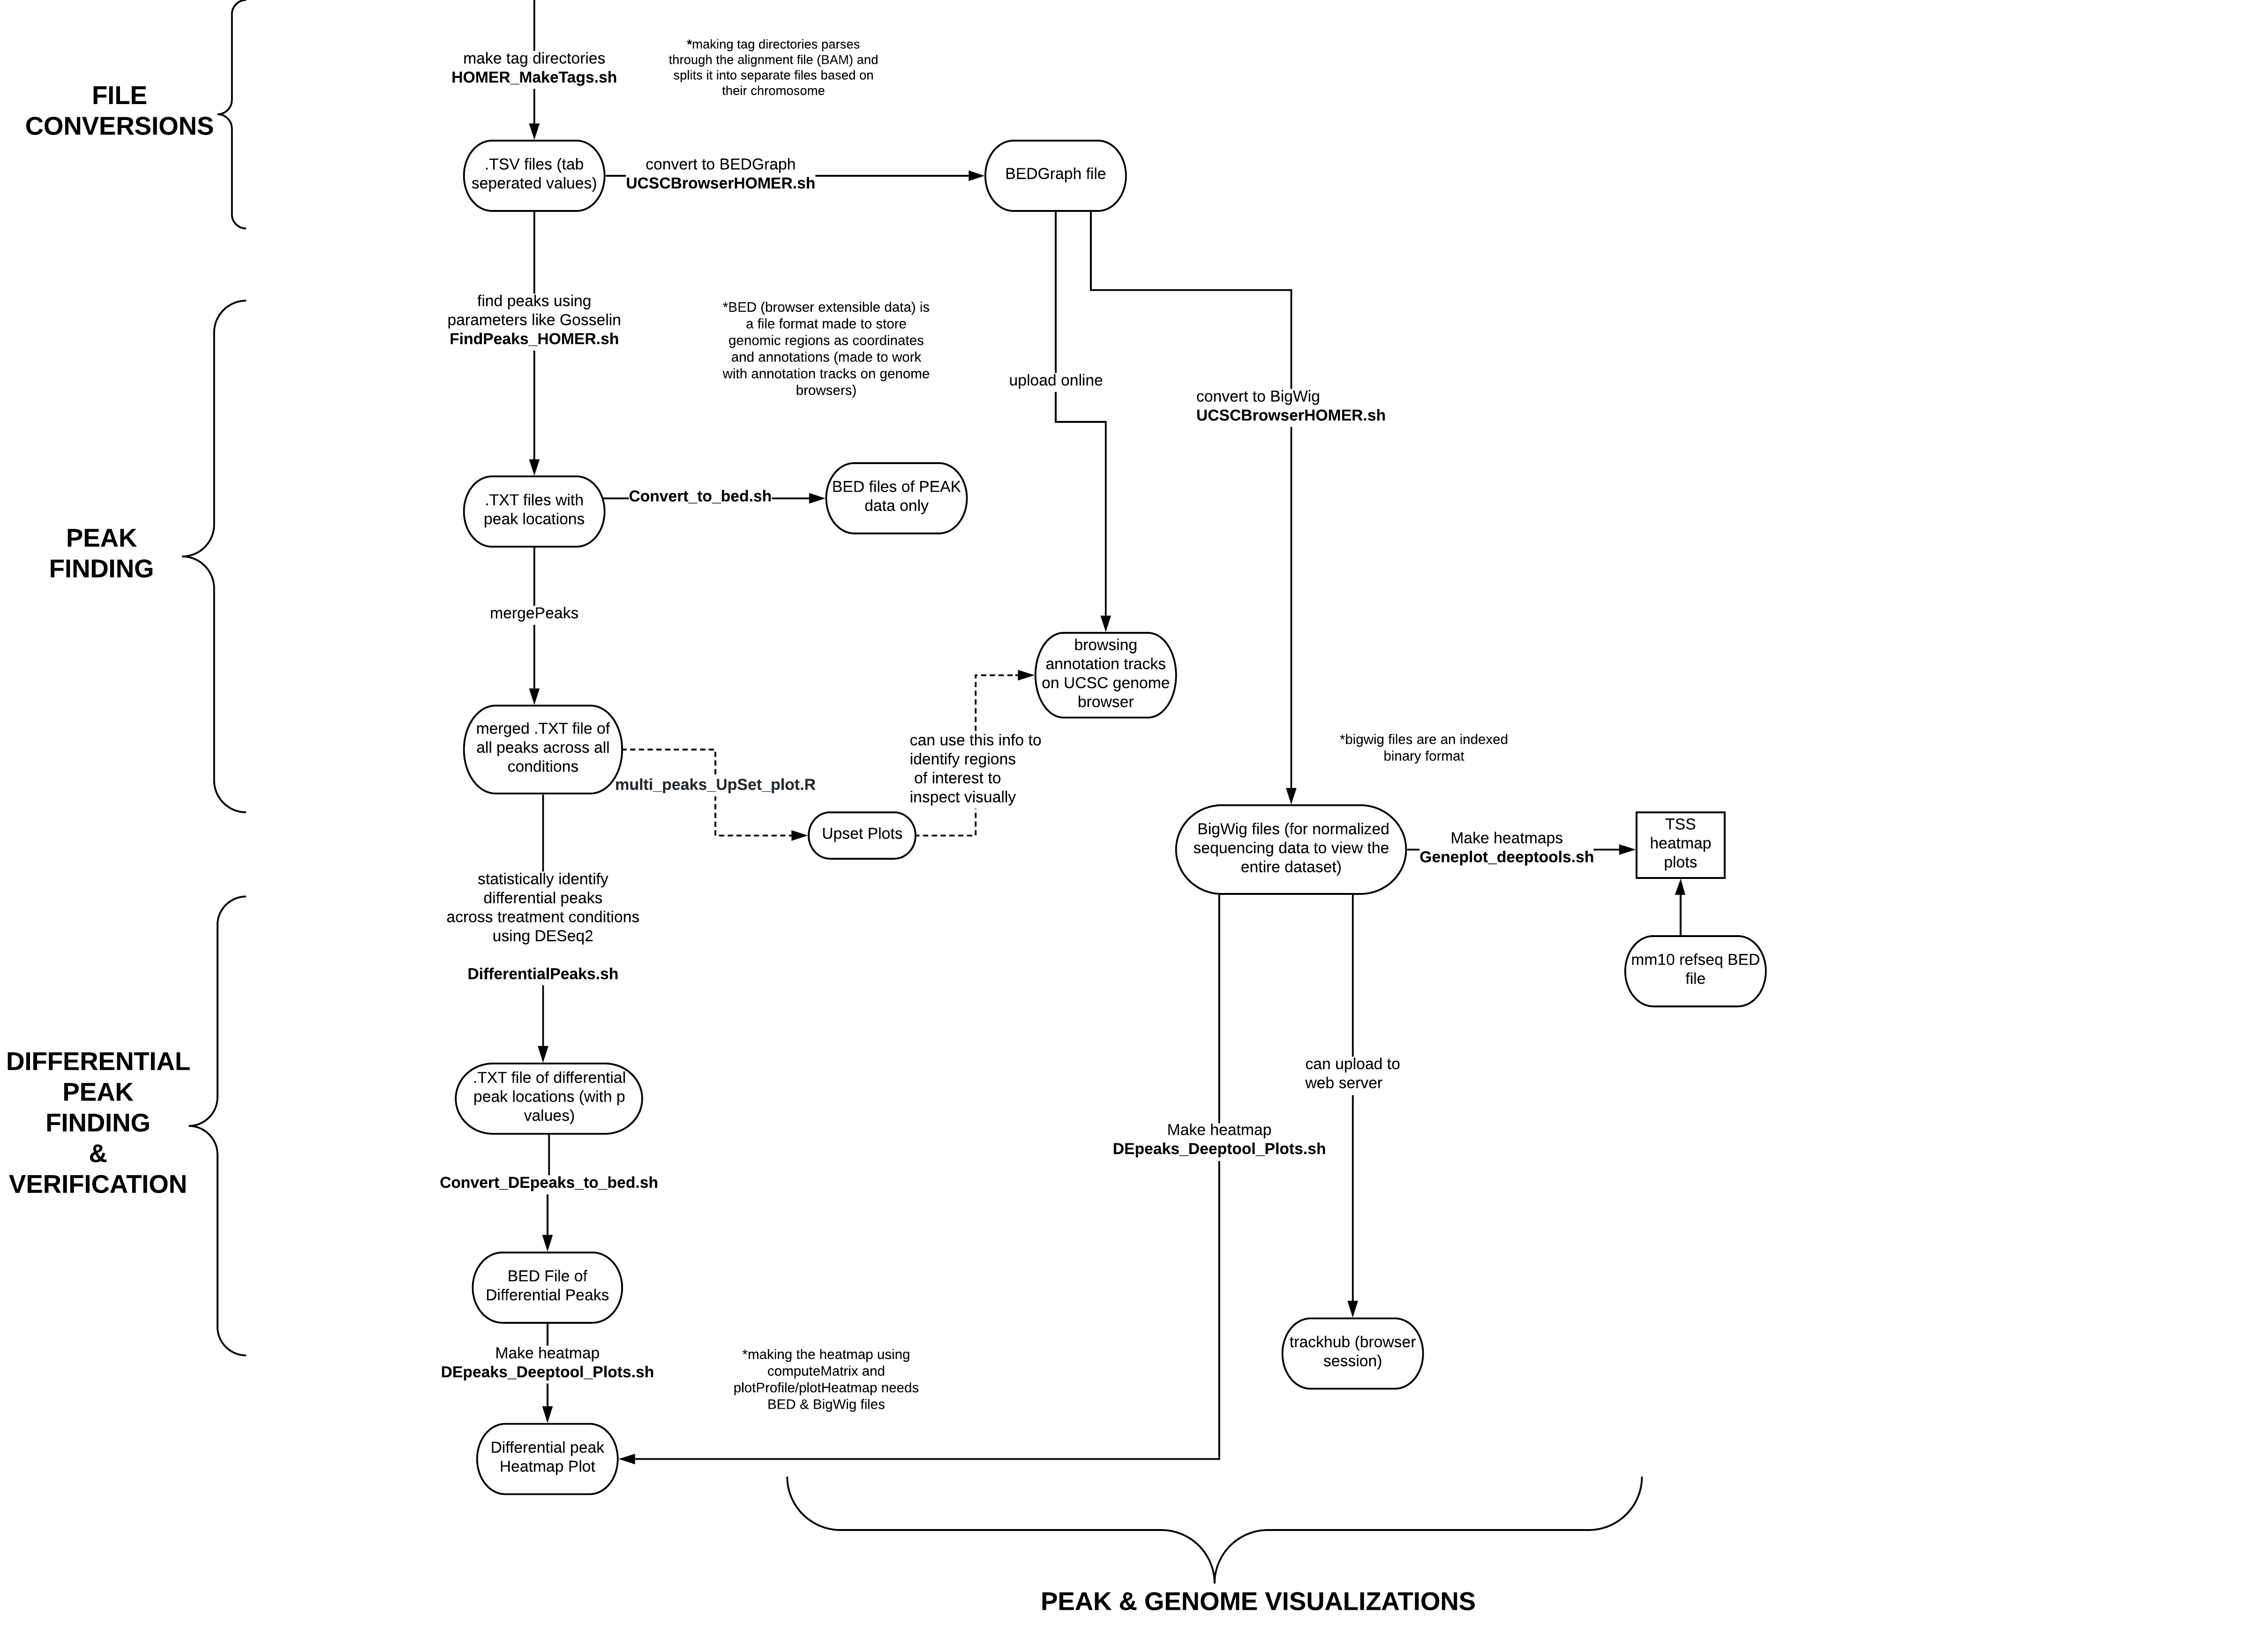 FILE
CONVERSIONS
make tag directories
HOMER_MakeTags.sh
*making tag directories parses
through the alignment file (BAM) and
splits it into separate files based on
their chromosome
.TSV files (tab
seperated values)
convert to BEDGraph
UCSCBrowserHOMER.sh
BEDGraph file
find peaks using
parameters like Gosselin
FindPeaks_HOMER.sh
*BED (browser extensible data) is
a file format made to store
genomic regions as coordinates
and annotations (made to work
with annotation tracks on genome
browsers)
upload online
convert to BigWig
UCSCBrowserHOMER.sh
PEAK
FINDING
.TXT files with
peak locations
Convert_to_bed.sh
BED files of PEAK
data only
mergePeaks
browsing
annotation tracks
on UCSC genome
browser
merged .TXT file of
all peaks across all
conditions
multi_peaks_UpSet_plot.R
Upset Plots
can use this info to
identify regions
of interest to
inspect visually
*bigwig files are an indexed
binary format
BigWig files (for normalized
sequencing data to view the
entire dataset)
Make heatmaps
Geneplot_deeptools.sh
TSS
heatmap
plots
mm10 refseq BED
file
statistically identify
differential peaks
across treatment conditions
using DESeq2
DifferentialPeaks.sh
DIFFERENTIAL
PEAK
FINDING
&
VERIFICATION
.TXT file of differential
peak locations (with p
values)
can upload to
web server
Make heatmap
DEpeaks_Deeptool_Plots.sh
Convert_DEpeaks_to_bed.sh
BED File of
Differential Peaks
Make heatmap
DEpeaks_Deeptool_Plots.sh
*making the heatmap using
computeMatrix and
plotProfile/plotHeatmap needs
BED & BigWig files
trackhub (browser
session)
Differential peak
Heatmap Plot
PEAK & GENOME VISUALIZATIONS